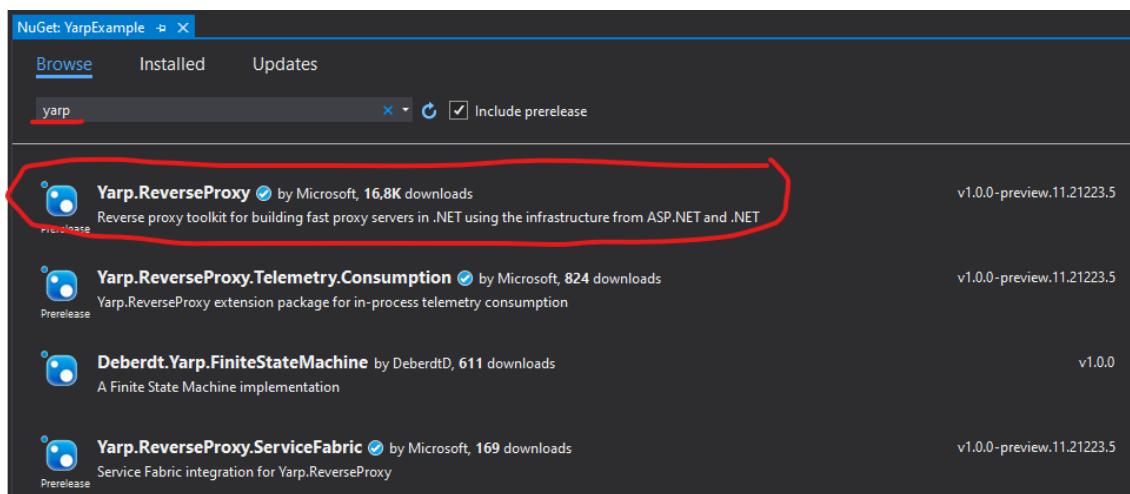 NuGet: YarpExample
Browse Installed Updates
yarp
Include prerelease
Yarp.ReverseProxy by Microsoft, 16,8K downloads v1.0.0-preview.11.21223.5
Reverse proxy toolkit for building fast proxy servers in .NET using the infrastructure from ASP.NET and .NET
Prerelease
Yarp.ReverseProxy.Telemetry.Consumption by Microsoft, 824 downloads v1.0.0-preview.11.21223.5
Yarp.ReverseProxy extension package for in-process telemetry consumption
Prerelease
Deberdt.Yarp.FiniteStateMachine by DeberdtD, 611 downloads v1.0.0
A Finite State Machine implementation
Yarp.ReverseProxy.ServiceFabric by Microsoft, 169 downloads v1.0.0-preview.11.21223.5
Service Fabric integration for Yarp.ReverseProxy
Prerelease